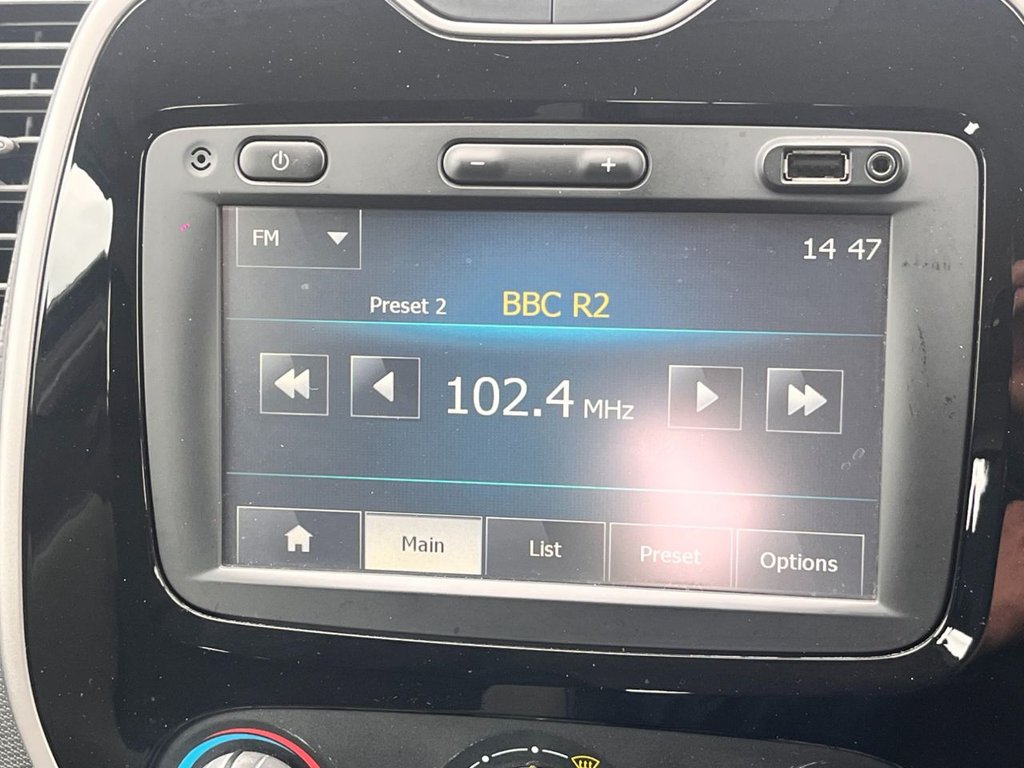 − +
FM 14 47
Preset 2 BBC R2
102.4 MHz
Main List Preset Options